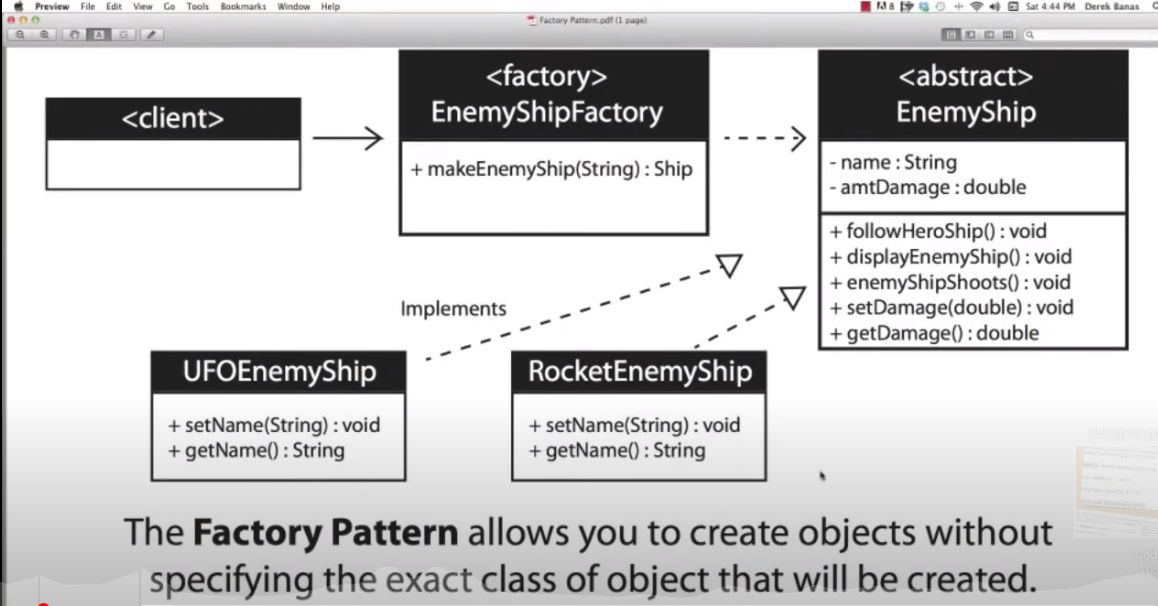 Preview File Edit View Go Tools Bookmarks Window Help
8 Sat 4:44 PM Derek Banas
Factory Pattern.pdf (1 page)
<client>
<factory>
EnemyShipFactory
+ makeEnemyShip(String) : Ship
<abstract>
EnemyShip
- name : String
- amtDamage : double
+ followHeroShip() : void
+ displayEnemyShip() : void
+ enemyShipShoots() : void
+ setDamage(double) : void
+ getDamage() : double
Implements
UFOEnemyShip
+ setName(String) : void
+ getName() : String
RocketEnemyShip
+ setName(String) : void
+ getName() : String
The Factory Pattern allows you to create objects without
specifying the exact class of object that will be created.